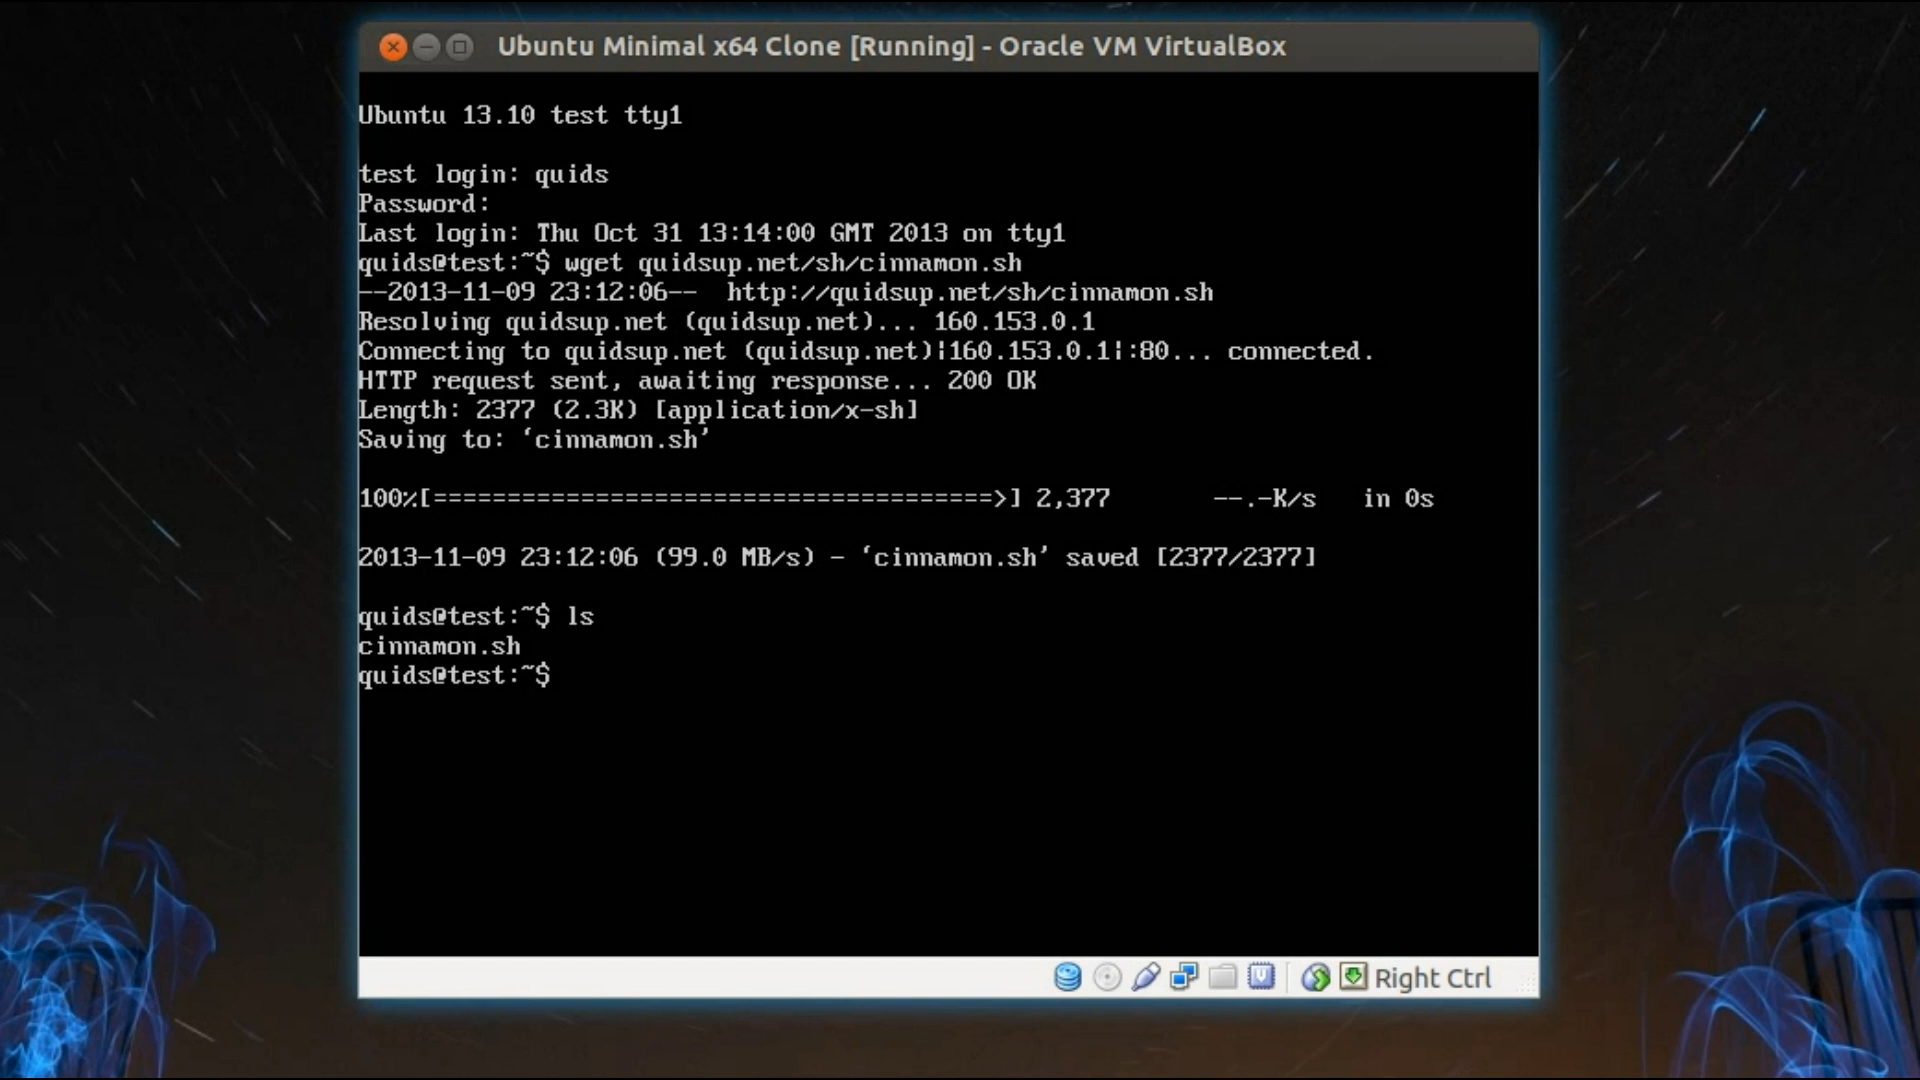 Ubuntu Minimal x64 Clone [Running] - Oracle VM VirtualBox
Ubuntu 13.10 test tty1
test login: quids
Password:
Last login: Thu Oct 31 13:14:00 GMT 2013 on tty1
quids@test:~$ wget quidsup.net/sh/cinnamon.sh
--2013-11-09 23:12:06--  http://quidsup.net/sh/cinnamon.sh
Resolving quidsup.net (quidsup.net)... 160.153.0.1
Connecting to quidsup.net (quidsup.net)|160.153.0.1|:80... connected.
HTTP request sent, awaiting response... 200 OK
Length: 2377 (2.3K) [application/x-sh]
Saving to: ‘cinnamon.sh’
100%[======================================>] 2,377       --.-K/s   in 0s
2013-11-09 23:12:06 (99.0 MB/s) - ‘cinnamon.sh’ saved [2377/2377]
quids@test:~$ ls
cinnamon.sh
quids@test:~$
Right Ctrl